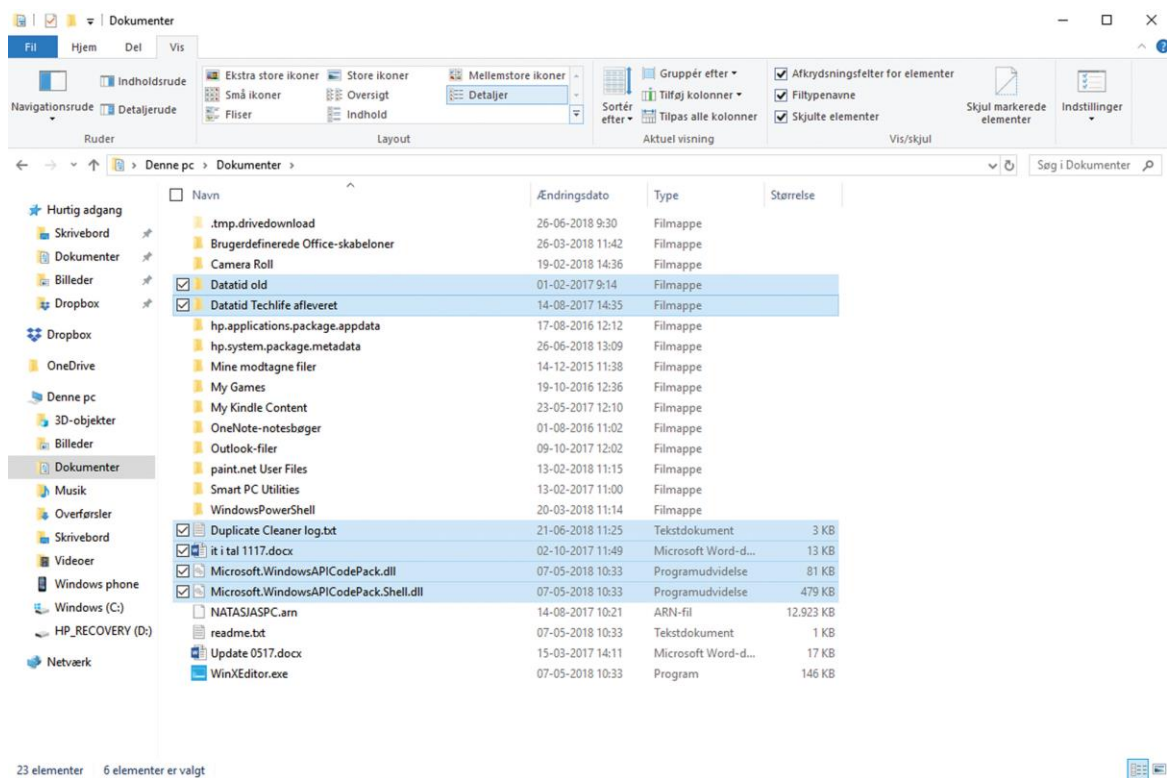 Dokumenter
Fil Hjem Del Vis
Navigationsrude
Indholdsrude
Detaljerude
Ruder
Ekstra store ikoner Store ikoner Mellemstore ikoner
Små ikoner Oversigt Detaljer
Fliser Indhold
Layout
Sortér efter
Gruppér efter
Tilføj kolonner
Tilpas alle kolonner
Aktuel visning
Afkrydsningsfelter for elementer
Filtypenavne
Skjulte elementer
Skjul markerede elementer
Vis/skjul
Indstillinger
Denne pc > Dokumenter >
Søg i Dokumenter
Hurtig adgang
Skrivebord
Dokumenter
Billeder
Dropbox
Dropbox
OneDrive
Denne pc
3D-objekter
Billeder
Dokumenter
Musik
Overførsler
Skrivebord
Videoer
Windows phone
Windows (C:)
HP_RECOVERY (D:)
Netværk
Navn Ændringsdato Type Størrelse
.tmp.drivedownload 26-06-2018 9:30 Filmappe
Brugerdefinerede Office-skabeloner 26-03-2018 11:42 Filmappe
Camera Roll 19-02-2018 14:36 Filmappe
Datatid old 01-02-2017 9:14 Filmappe
Datatid Techlife afleveret 14-08-2017 14:35 Filmappe
hp.applications.package.appdata 17-08-2016 12:12 Filmappe
hp.system.package.metadata 26-06-2018 13:09 Filmappe
Mine modtagne filer 14-12-2015 11:38 Filmappe
My Games 19-10-2016 12:36 Filmappe
My Kindle Content 23-05-2017 12:10 Filmappe
OneNote-notesbøger 01-08-2016 11:02 Filmappe
Outlook-filer 09-10-2017 12:02 Filmappe
paint.net User Files 13-02-2018 11:15 Filmappe
Smart PC Utilities 13-02-2017 11:00 Filmappe
WindowsPowerShell 20-03-2018 11:14 Filmappe
Duplicate Cleaner log.txt 21-06-2018 11:25 Tekstdokument 3 KB
it i tal 1117.docx 02-10-2017 11:49 Microsoft Word-d... 13 KB
Microsoft.WindowsAPICodePack.dll 07-05-2018 10:33 Programudvidelse 81 KB
Microsoft.WindowsAPICodePack.Shell.dll 07-05-2018 10:33 Programudvidelse 479 KB
NATASJASPC.arn 14-08-2017 10:21 ARN-fil 12.923 KB
readme.txt 07-05-2018 10:33 Tekstdokument 1 KB
Update 0517.docx 15-03-2017 14:11 Microsoft Word-d... 17 KB
WinXEditor.exe 07-05-2018 10:33 Program 146 KB
23 elementer 6 elementer er valgt